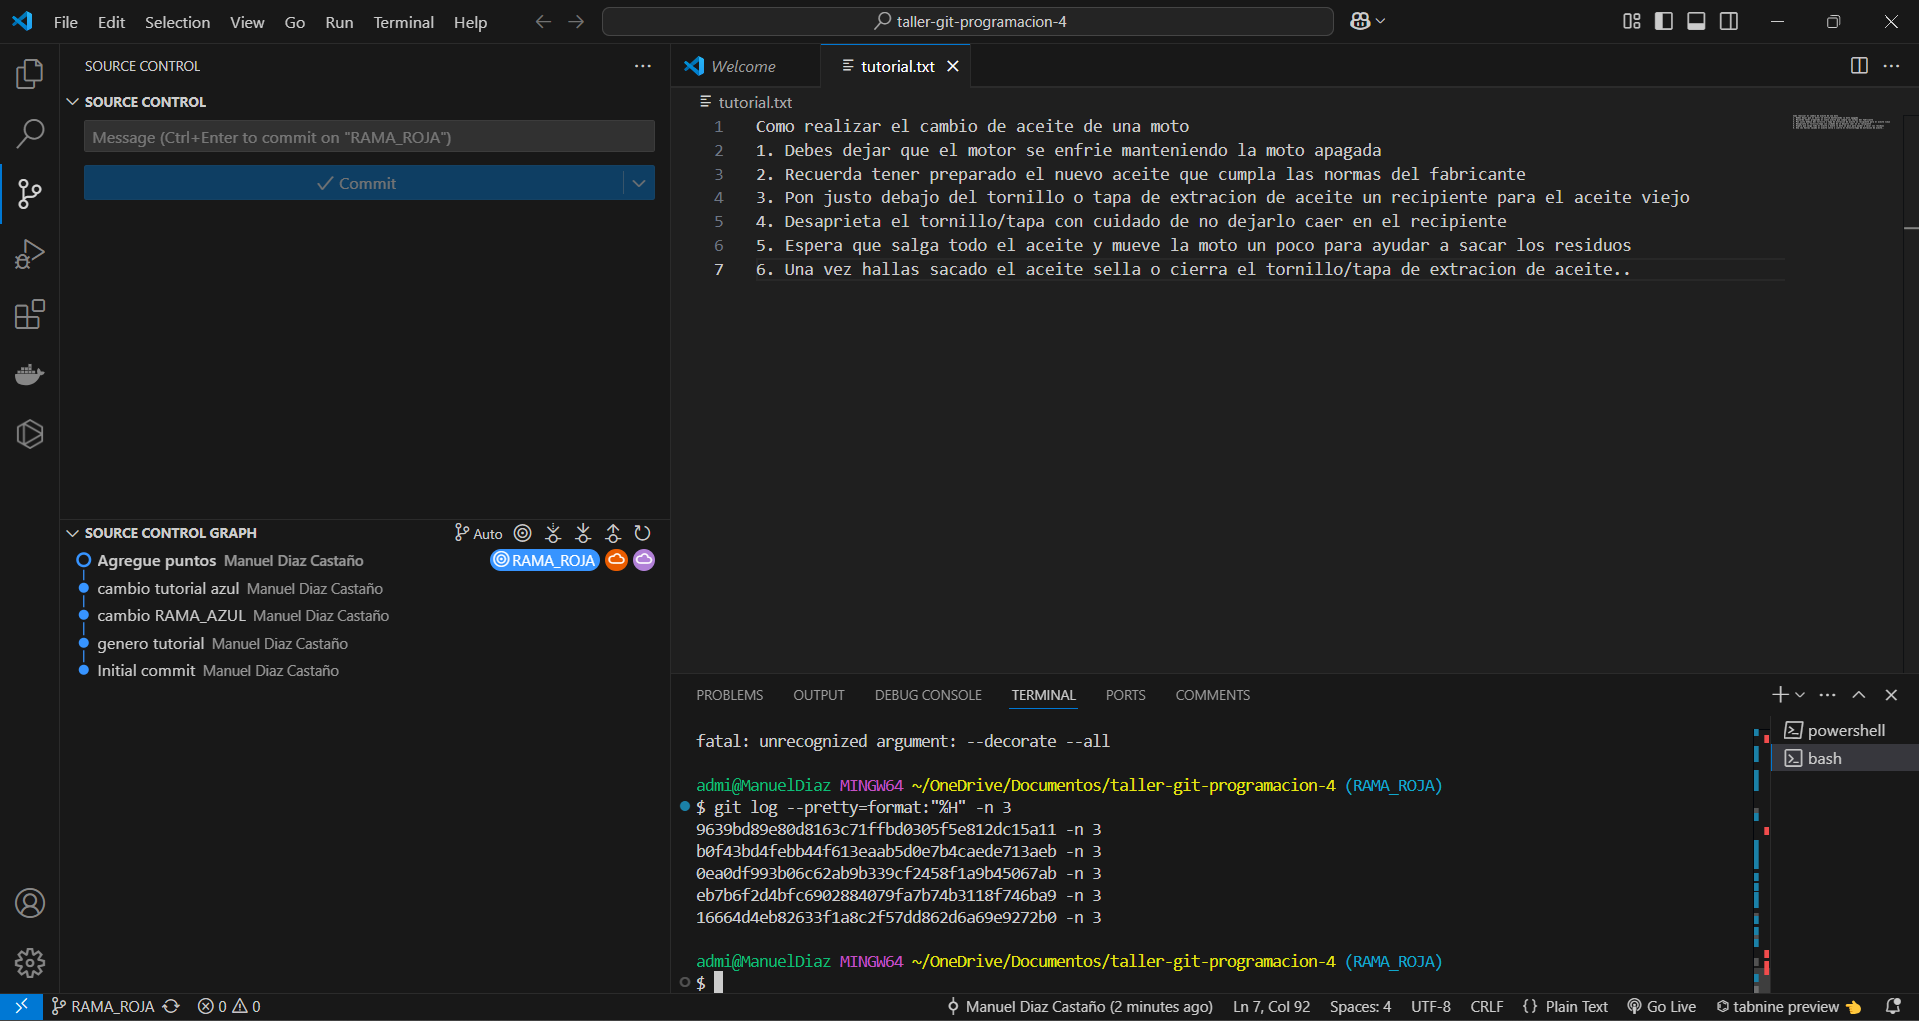 File Edit Selection View Go Run Terminal Help
taller-git-programacion-4
SOURCE CONTROL
SOURCE CONTROL
Message (Ctrl+Enter to commit on "RAMA_ROJA")
Commit
SOURCE CONTROL GRAPH Auto
Agregue puntos Manuel Diaz Castaño RAMA_ROJA
cambio tutorial azul Manuel Diaz Castaño
cambio RAMA_AZUL Manuel Diaz Castaño
genero tutorial Manuel Diaz Castaño
Initial commit Manuel Diaz Castaño
Welcome tutorial.txt
tutorial.txt
1 Como realizar el cambio de aceite de una moto
2 1. Debes dejar que el motor se enfrie manteniendo la moto apagada
3 2. Recuerda tener preparado el nuevo aceite que cumpla las normas del fabricante
4 3. Pon justo debajo del tornillo o tapa de extracion de aceite un recipiente para el aceite viejo
5 4. Desaprieta el tornillo/tapa con cuidado de no dejarlo caer en el recipiente
6 5. Espera que salga todo el aceite y mueve la moto un poco para ayudar a sacar los residuos
7 6. Una vez hallas sacado el aceite sella o cierra el tornillo/tapa de extracion de aceite..
PROBLEMS OUTPUT DEBUG CONSOLE TERMINAL PORTS COMMENTS
powershell
bash
fatal: unrecognized argument: --decorate --all
admi@ManuelDiaz MINGW64 ~/OneDrive/Documentos/taller-git-programacion-4 (RAMA_ROJA)
$ git log --pretty=format:"%H" -n 3
9639bd89e80d8163c71ffbd0305f5e812dc15a11 -n 3
b0f43bd4febb44f613eaab5d0e7b4caede713aeb -n 3
0ea0df993b06c62ab9b339cf2458f1a9b45067ab -n 3
eb7b6f2d4bfc6902884079fa7b74b3118f746ba9 -n 3
16664d4eb82633f1a8c2f57dd862d6a69e9272b0 -n 3
admi@ManuelDiaz MINGW64 ~/OneDrive/Documentos/taller-git-programacion-4 (RAMA_ROJA)
$
RAMA_ROJA 0 0 Manuel Diaz Castaño (2 minutes ago) Ln 7, Col 92 Spaces: 4 UTF-8 CRLF {} Plain Text Go Live tabnine preview